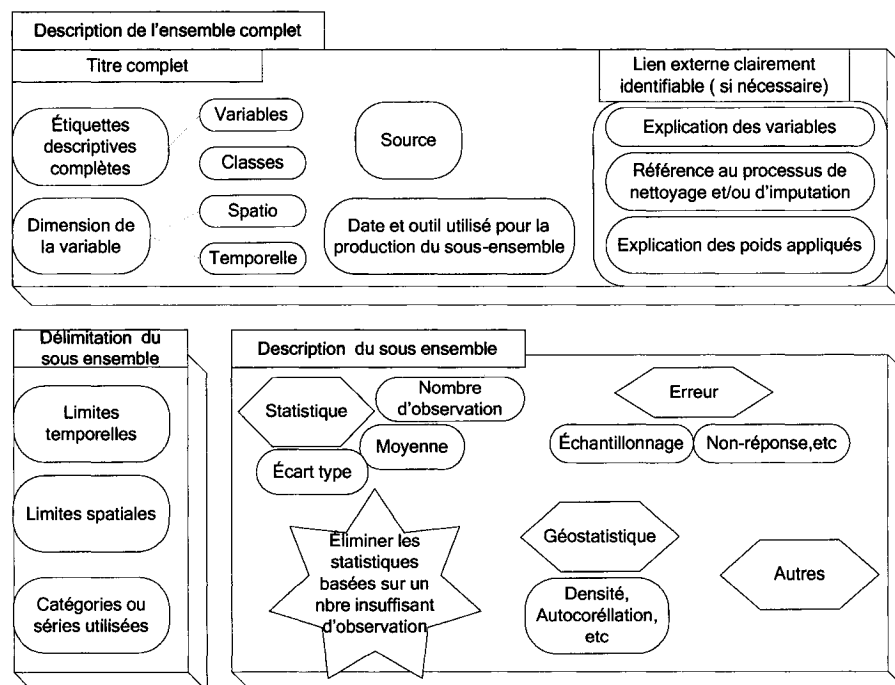 Description de l'ensemble complet
Titre complet
Lien externe clairement
identifiable ( si nécessaire)
Étiquettes
descriptives
complètes
Variables
Classes
Source
Explication des variables
Référence au processus de
nettoyage et/ou d'imputation
Dimension de
la variable
Spatio
Temporelle
Date et outil utilisé pour la
production du sous-ensemble
Explication des poids appliqués
Délimitation du
sous ensemble
Limites
temporelles
Limites spatiales
Catégories ou
séries utilisées
Description du sous ensemble
Statistique
Nombre
d'observation
Moyenne
Écart type
Erreur
Échantillonnage
Non-réponse,etc
Éliminer les
statistiques
basées sur un
nbre insuffisant
d'observation
Géostatistique
Densité,
Autocoréllation,
etc
Autres